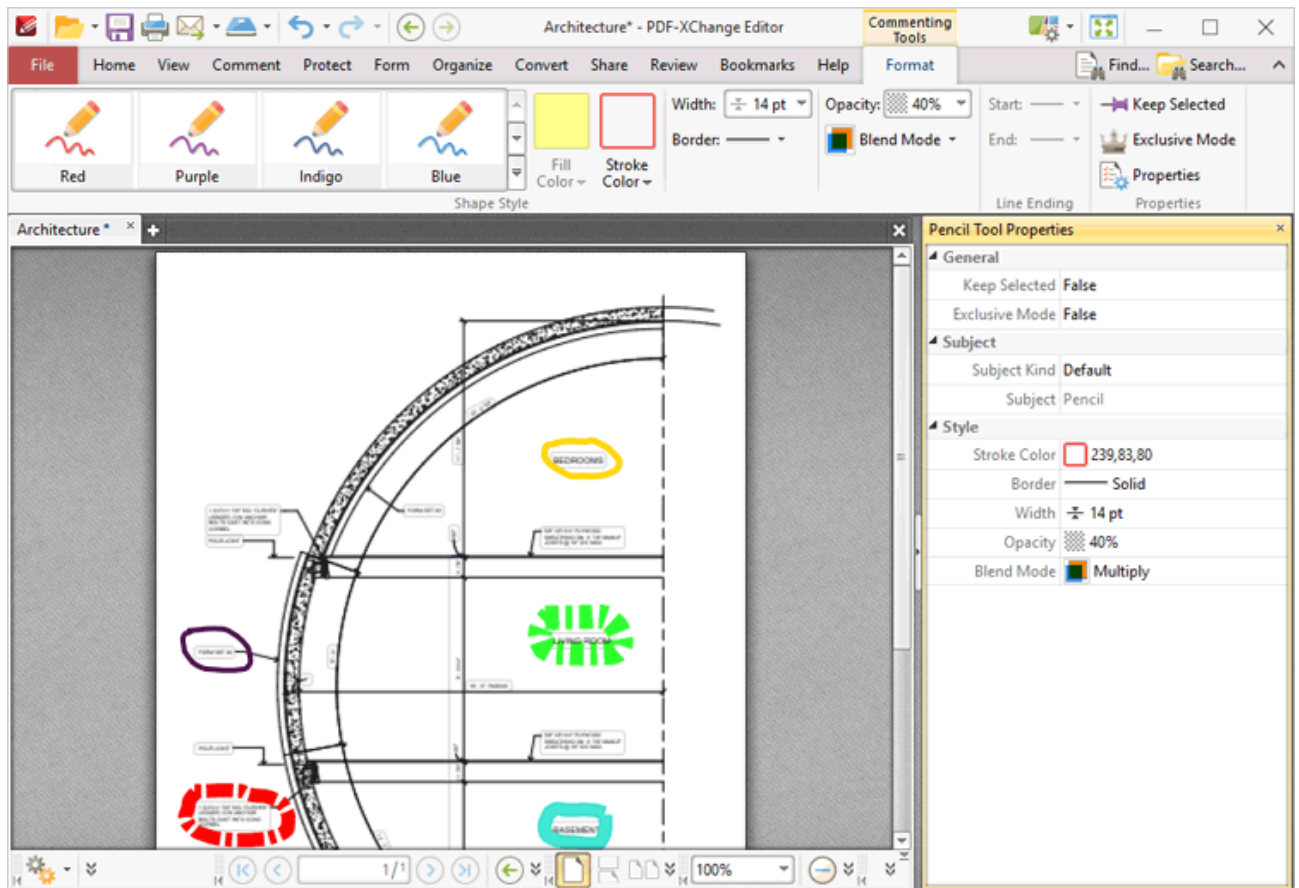 Architecture* - PDF-XChange Editor
Commenting
Tools
File Home View Comment Protect Form Organize Convert Share Review Bookmarks Help Format Find... Search...
Red Purple Indigo Blue
Fill
Color
Stroke
Color
Width: 14 pt
Border:
Opacity: 40%
Blend Mode
Start:
End:
Keep Selected
Exclusive Mode
Properties
Shape Style Line Ending Properties
Architecture *
Pencil Tool Properties
General
Keep Selected False
Exclusive Mode False
Subject
Subject Kind Default
Subject Pencil
Style
Stroke Color 239,83,80
Border Solid
Width 14 pt
Opacity 40%
Blend Mode Multiply
BEDROOMS
LIVING ROOM
BASEMENT
1/1
100%